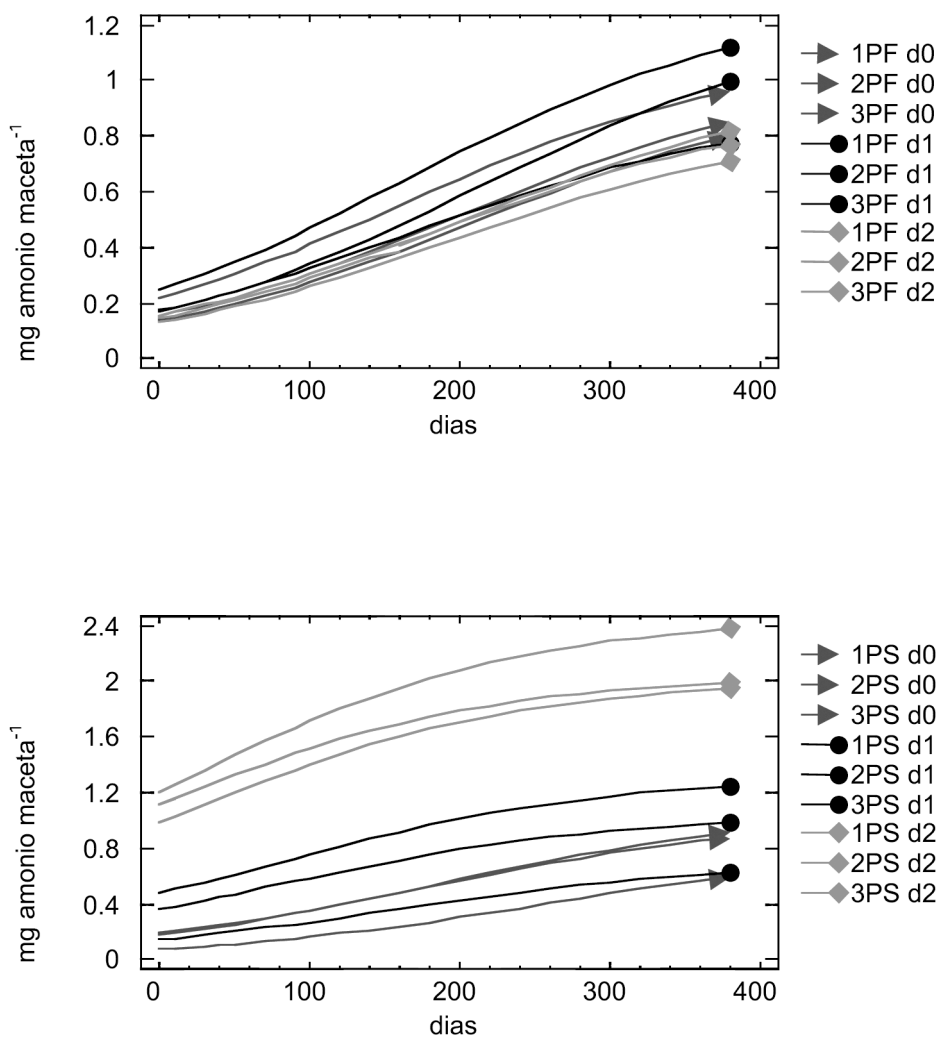 1.2
1
0.8
0.6
0.4
0.2
0
mg amonio maceta-1
0 100 200 300 400
dias
1PF d0
2PF d0
3PF d0
1PF d1
2PF d1
3PF d1
1PF d2
2PF d2
3PF d2
2.4
2
1.6
1.2
0.8
0.4
0
mg amonio maceta-1
0 100 200 300 400
dias
1PS d0
2PS d0
3PS d0
1PS d1
2PS d1
3PS d1
1PS d2
2PS d2
3PS d2